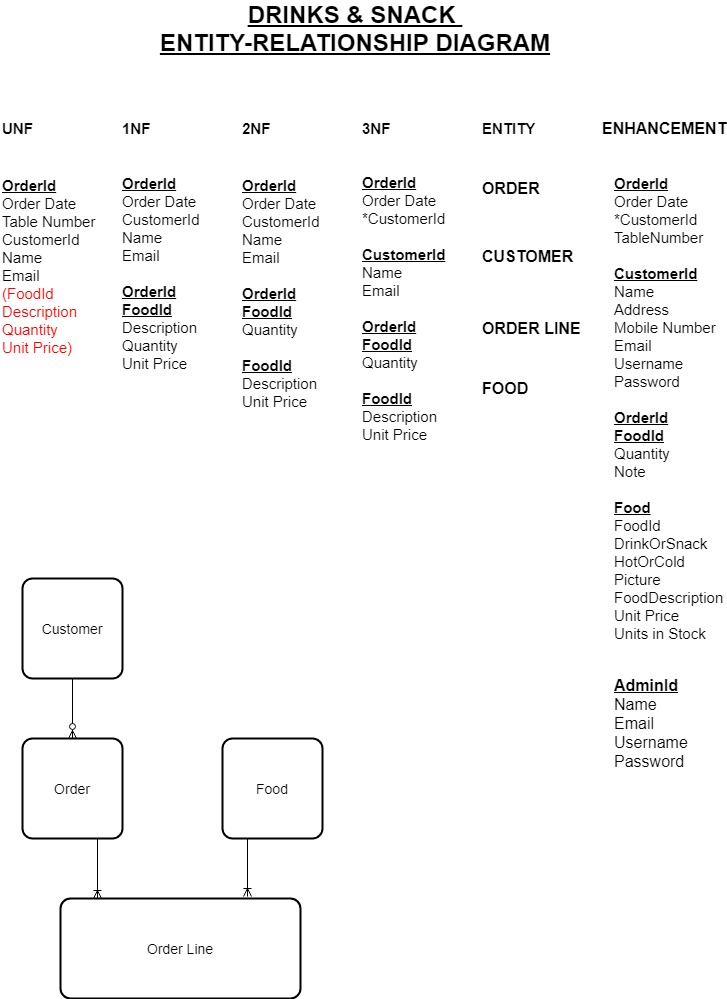 DRINKS & SNACK
ENTITY-RELATIONSHIP DIAGRAM
UNF
OrderId
Order Date
Table Number
CustomerId
Name
Email
(FoodId
Description
Quantity
Unit Price)
1NF
OrderId
Order Date
CustomerId
Name
Email
OrderId
FoodId
Description
Quantity
Unit Price
2NF
OrderId
Order Date
CustomerId
Name
Email
OrderId
FoodId
Quantity
FoodId
Description
Unit Price
3NF
OrderId
Order Date
*CustomerId
CustomerId
Name
Email
OrderId
FoodId
Quantity
FoodId
Description
Unit Price
ENTITY
ORDER
CUSTOMER
ORDER LINE
FOOD
ENHANCEMENT
OrderId
Order Date
*CustomerId
TableNumber
CustomerId
Name
Address
Mobile Number
Email
Username
Password
OrderId
FoodId
Quantity
Note
Food
FoodId
DrinkOrSnack
HotOrCold
Picture
FoodDescription
Unit Price
Units in Stock
AdminId
Name
Email
Username
Password
Customer
Order
Food
Order Line